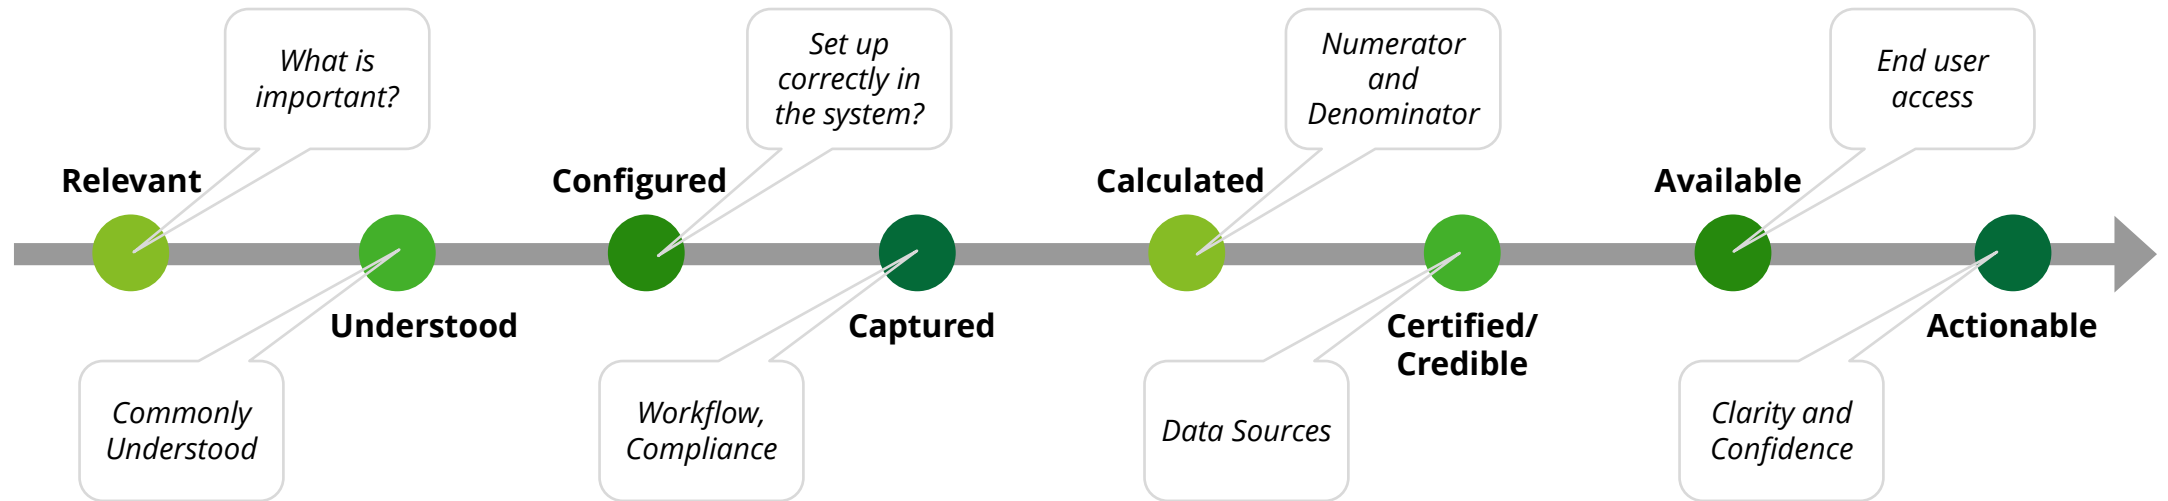 What is
important?
Set up
correctly in
the system?
Numerator
and
Denominator
End user
access
Relevant
Configured
Calculated
Available
Understood
Captured
Certified/
Credible
Actionable
Commonly
Understood
Workflow,
Compliance
Data Sources
Clarity and
Confidence